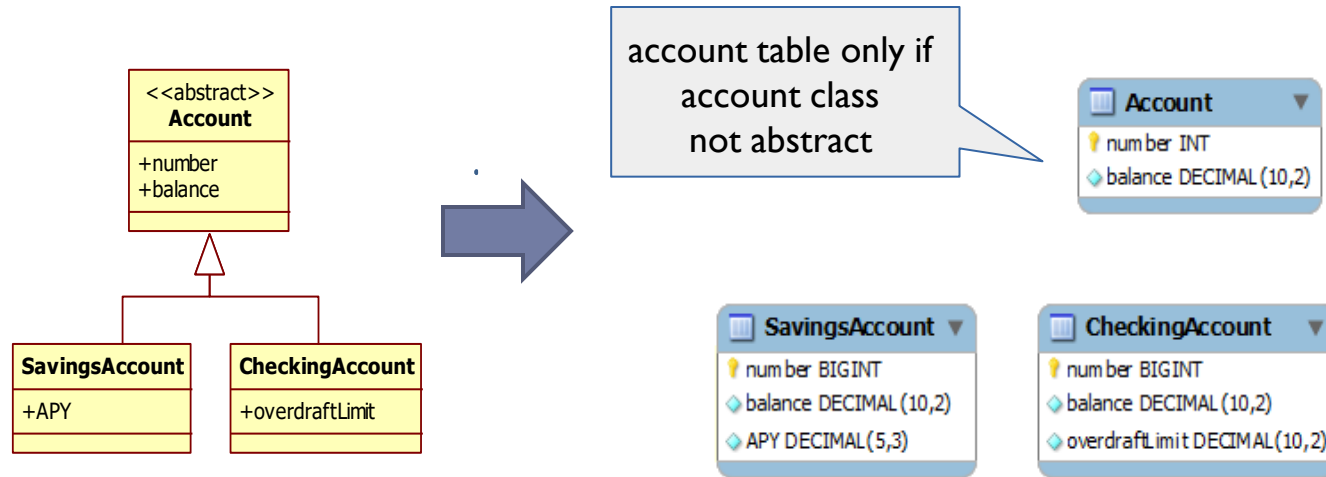 <<abstract>>
Account
+number
+balance
SavingsAccount
+APY
CheckingAccount
+overdraftLimit
account table only if
account class
not abstract
Account
number INT
balance DECIMAL(10,2)
SavingsAccount
number BIGINT
balance DECIMAL(10,2)
APY DECIMAL(5,3)
CheckingAccount
number BIGINT
balance DECIMAL(10,2)
overdraftLimit DECIMAL(10,2)